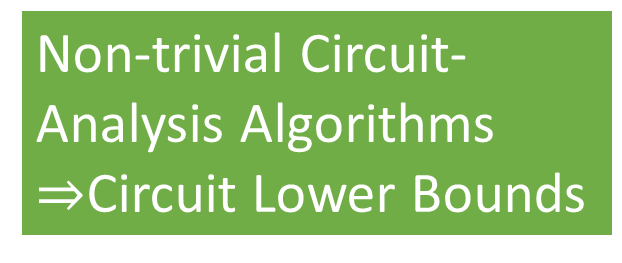 Non-trivial Circuit-
Analysis Algorithms
⇒Circuit Lower Bounds